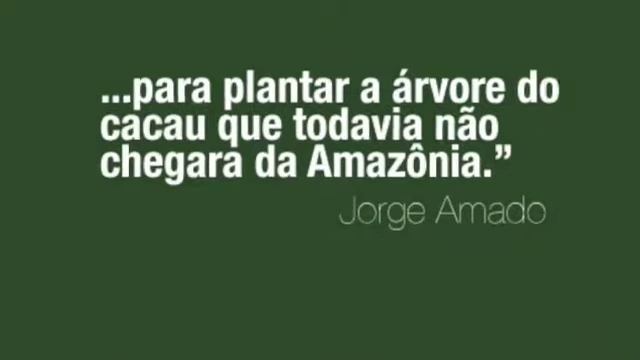 ...para plantar a árvore do
cacau que todavia não
chegara da Amazônia.”
Jorge Amado